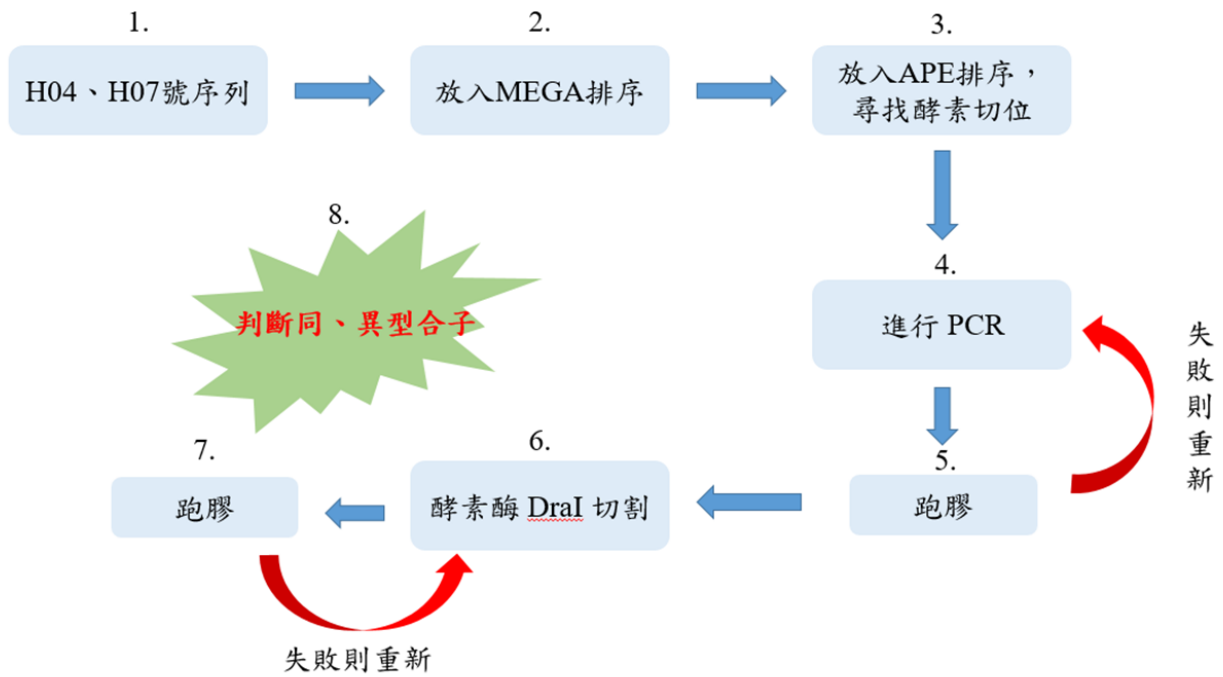 1.
H04、H07號序列
2.
放入MEGA排序
3.
放入APE排序，
尋找酵素切位
4.
進行 PCR
失
敗
則
重
新
5.
跑膠
6.
酵素酶 DraI 切割
7.
跑膠
失敗則重新
8.
判斷同、異型合子